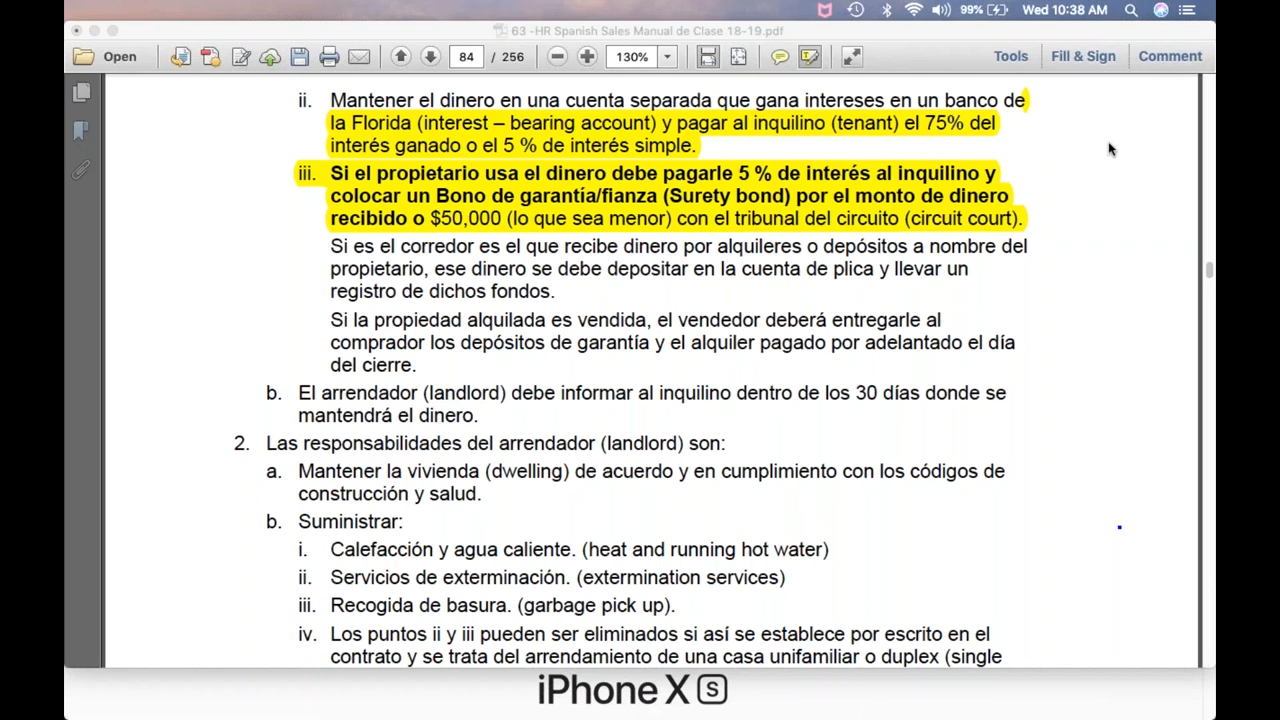 99%
Wed 10:38 AM
63 -HR Spanish Sales Manual de Clase 18-19.pdf
Open
84 / 256
130%
Tools
Fill & Sign
Comment
ii. Mantener el dinero en una cuenta separada que gana intereses en un banco de
la Florida (interest – bearing account) y pagar al inquilino (tenant) el 75% del
interés ganado o el 5 % de interés simple.
iii. Si el propietario usa el dinero debe pagarle 5 % de interés al inquilino y
colocar un Bono de garantía/fianza (Surety bond) por el monto de dinero
recibido o $50,000 (lo que sea menor) con el tribunal del circuito (circuit court).
Si es el corredor es el que recibe dinero por alquileres o depósitos a nombre del
propietario, ese dinero se debe depositar en la cuenta de plica y llevar un
registro de dichos fondos.
Si la propiedad alquilada es vendida, el vendedor deberá entregarle al
comprador los depósitos de garantía y el alquiler pagado por adelantado el día
del cierre.
b. El arrendador (landlord) debe informar al inquilino dentro de los 30 días donde se
mantendrá el dinero.
2. Las responsabilidades del arrendador (landlord) son:
a. Mantener la vivienda (dwelling) de acuerdo y en cumplimiento con los códigos de
construcción y salud.
b. Suministrar:
i. Calefacción y agua caliente. (heat and running hot water)
ii. Servicios de exterminación. (extermination services)
iii. Recogida de basura. (garbage pick up).
iv. Los puntos ii y iii pueden ser eliminados si así se establece por escrito en el
contrato y se trata del arrendamiento de una casa unifamiliar o duplex (single
iPhone XS